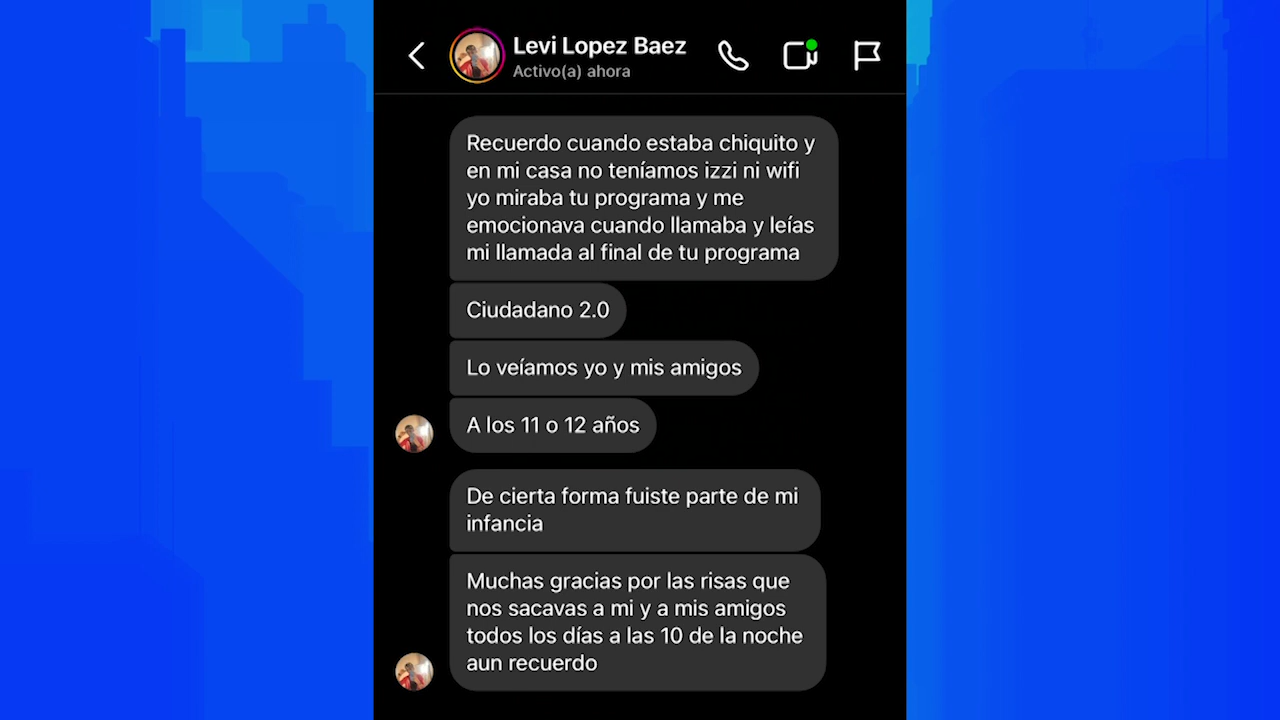 Levi Lopez Baez
Activo(a) ahora
Recuerdo cuando estaba chiquito y
en mi casa no teníamos izzi ni wifi
yo miraba tu programa y me
emocionava cuando llamaba y leías
mi llamada al final de tu programa
Ciudadano 2.0
Lo veíamos yo y mis amigos
A los 11 o 12 años
De cierta forma fuiste parte de mi
infancia
Muchas gracias por las risas que
nos sacavas a mi y a mis amigos
todos los días a las 10 de la noche
aun recuerdo